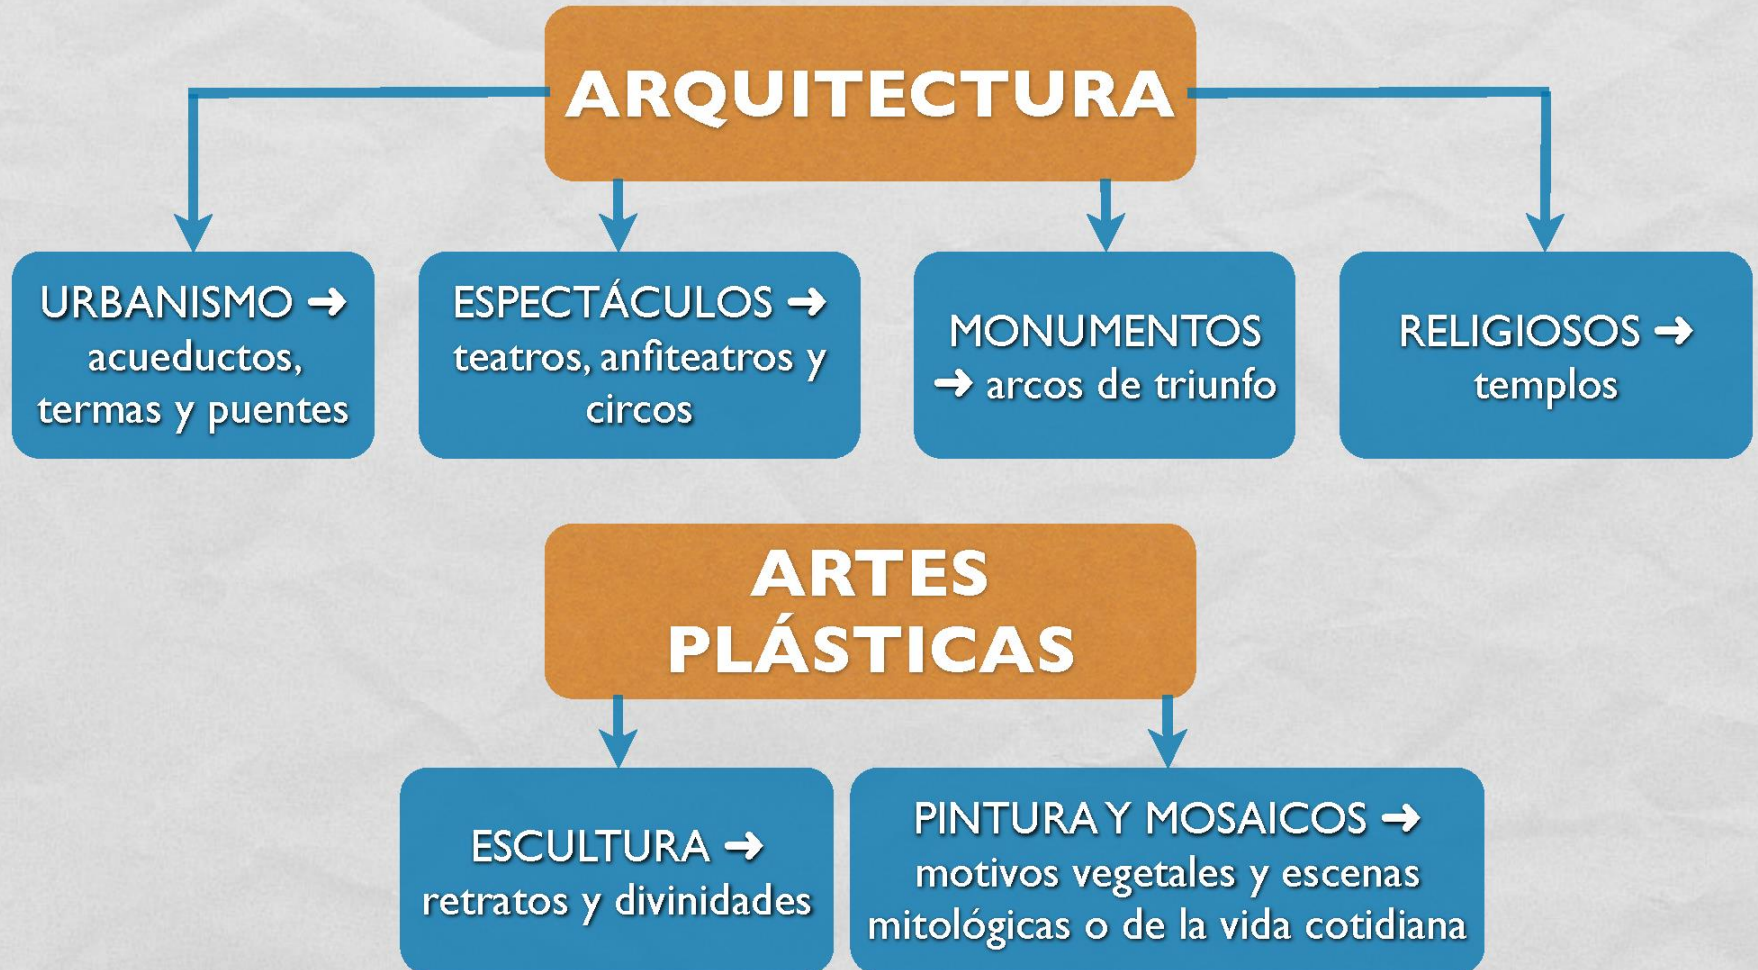 ARQUITECTURA
URBANISMO ➜
acueductos,
termas y puentes
ESPECTÁCULOS ➜
teatros, anfiteatros y
circos
MONUMENTOS
➜ arcos de triunfo
RELIGIOSOS ➜
templos
ARTES
PLÁSTICAS
ESCULTURA ➜
retratos y divinidades
PINTURA Y MOSAICOS ➜
motivos vegetales y escenas
mitológicas o de la vida cotidiana